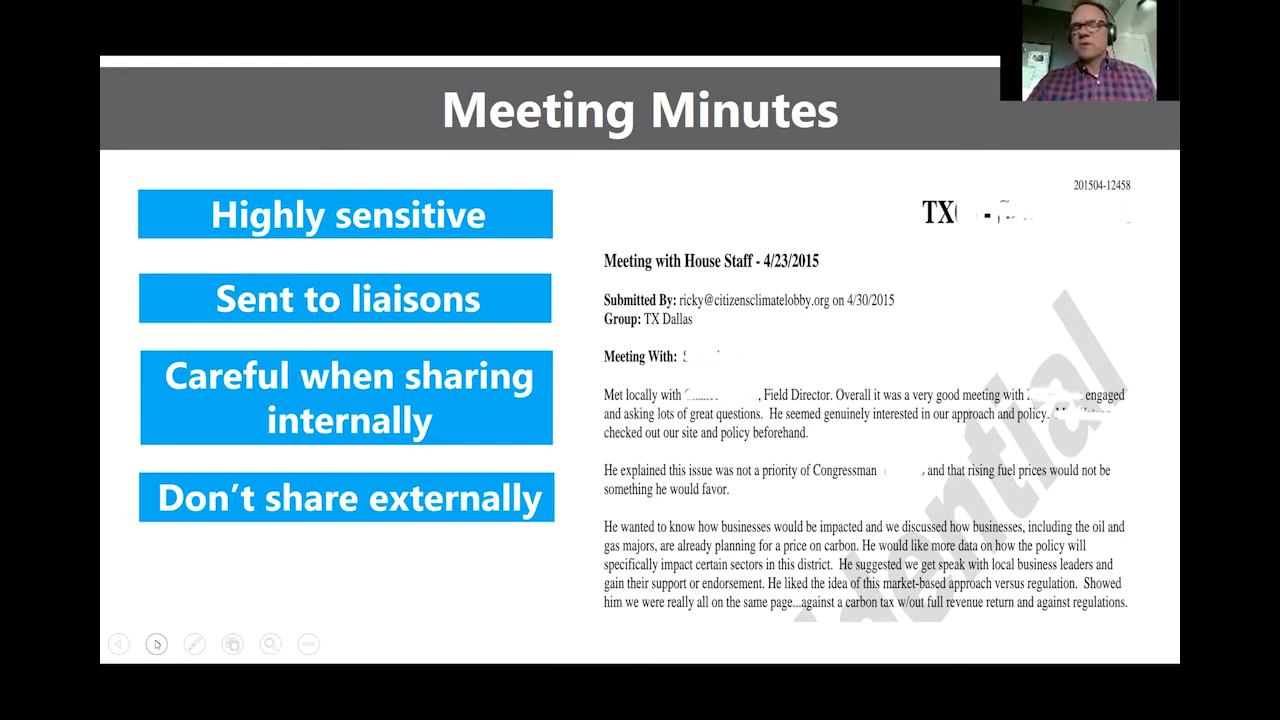 Meeting Minutes
Highly sensitive
Sent to liaisons
Careful when sharing
internally
Don’t share externally
201504-12458
TX -
Meeting with House Staff - 4/23/2015
Submitted By: ricky@citizensclimatelobby.org on 4/30/2015
Group: TX Dallas
Meeting With:
Met locally with , Field Director. Overall it was a very good meeting with engaged
and asking lots of great questions. He seemed genuinely interested in our approach and policy.
checked out our site and policy beforehand.
He explained this issue was not a priority of Congressman and that rising fuel prices would not be
something he would favor.
He wanted to know how businesses would be impacted and we discussed how businesses, including the oil and
gas majors, are already planning for a price on carbon. He would like more data on how the policy will
specifically impact certain sectors in this district. He suggested we get speak with local business leaders and
gain their support or endorsement. He liked the idea of this market-based approach versus regulation. Showed
him we were really all on the same page...against a carbon tax w/out full revenue return and against regulations.
dential